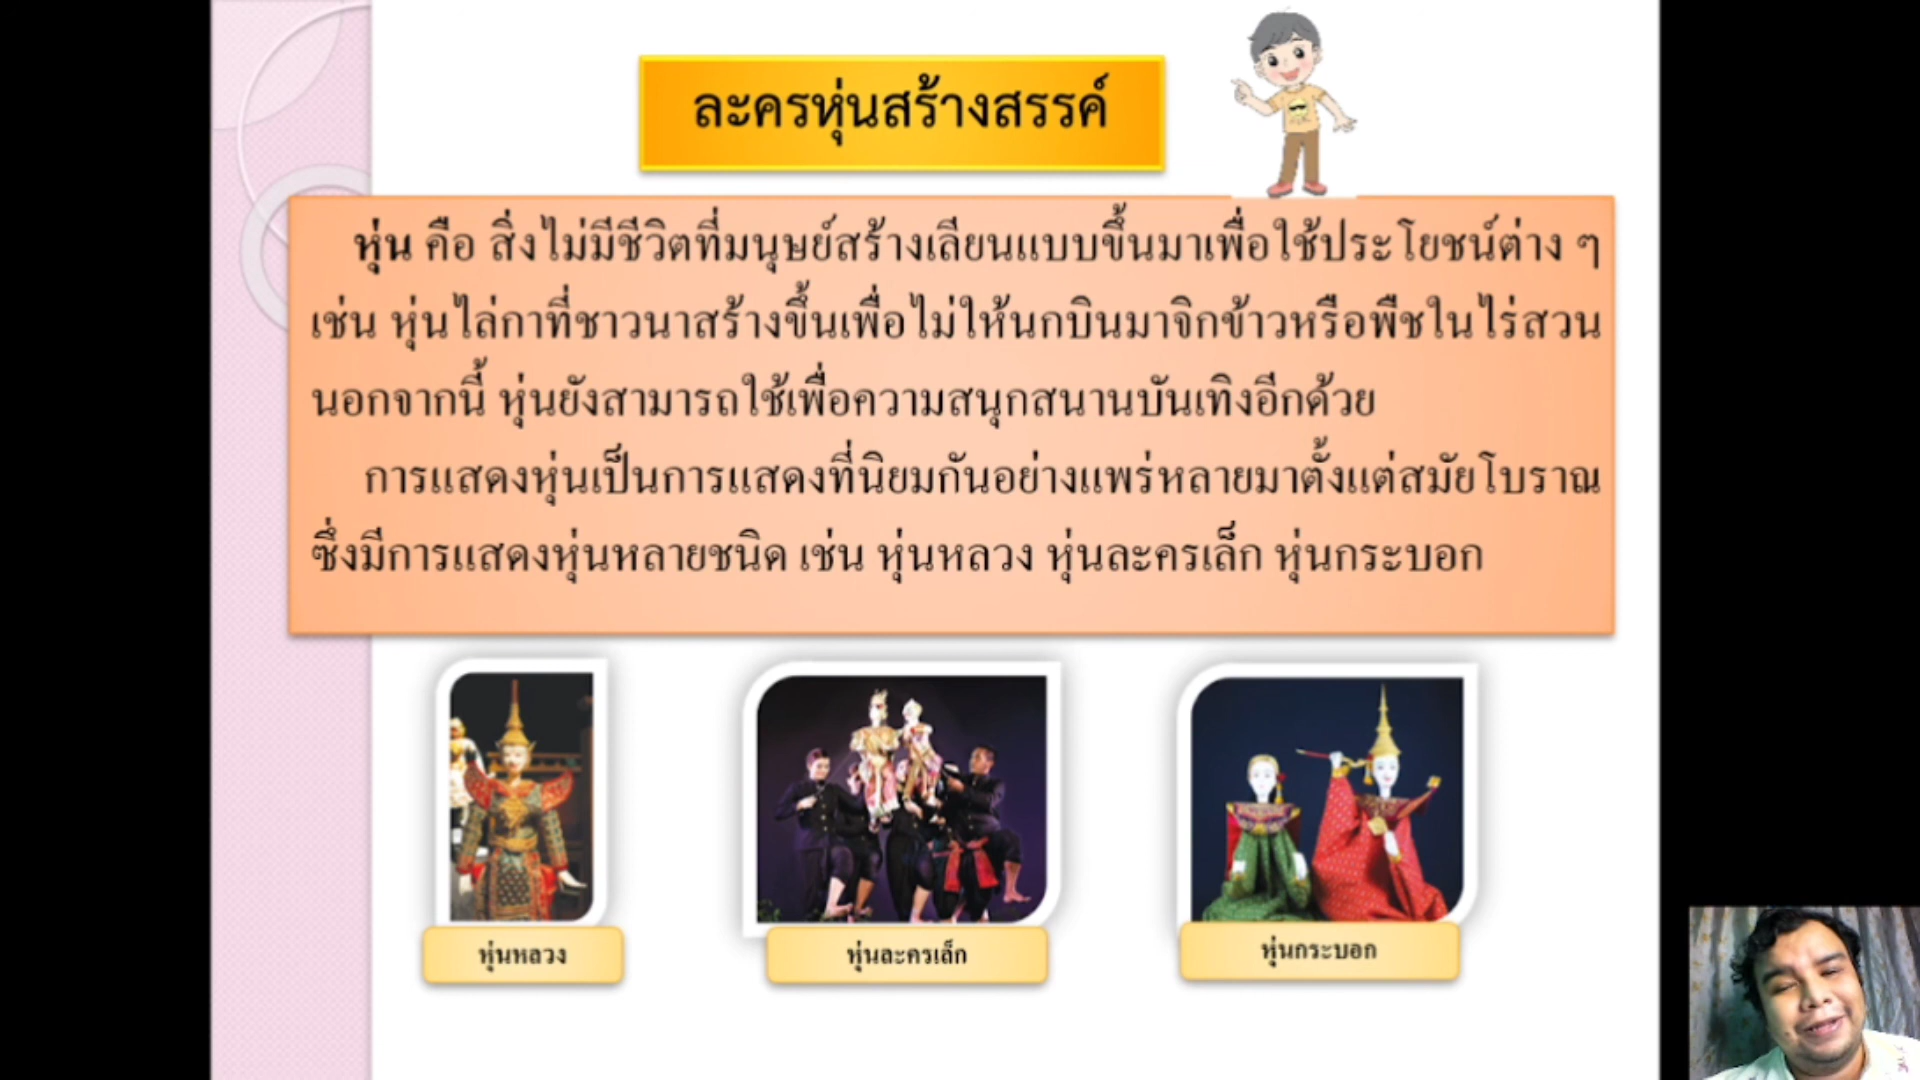 ละครหุ่นสร้างสรรค์
หุ่น คือ สิ่งไม่มีชีวิตที่มนุษย์สร้างเลียนแบบขึ้นมาเพื่อใช้ประโยชน์ต่าง ๆ
เช่น หุ่นไล่กาที่ชาวนาสร้างขึ้นเพื่อไม่ให้นกบินมาจิกข้าวหรือพืชในไร่สวน
นอกจากนี้ หุ่นยังสามารถใช้เพื่อความสนุกสนานบันเทิงอีกด้วย
การแสดงหุ่นเป็นการแสดงที่นิยมกันอย่างแพร่หลายมาตั้งแต่สมัยโบราณ
ซึ่งมีการแสดงหุ่นหลายชนิด เช่น หุ่นหลวง หุ่นละครเล็ก หุ่นกระบอก
หุ่นหลวง
หุ่นละครเล็ก
หุ่นกระบอก